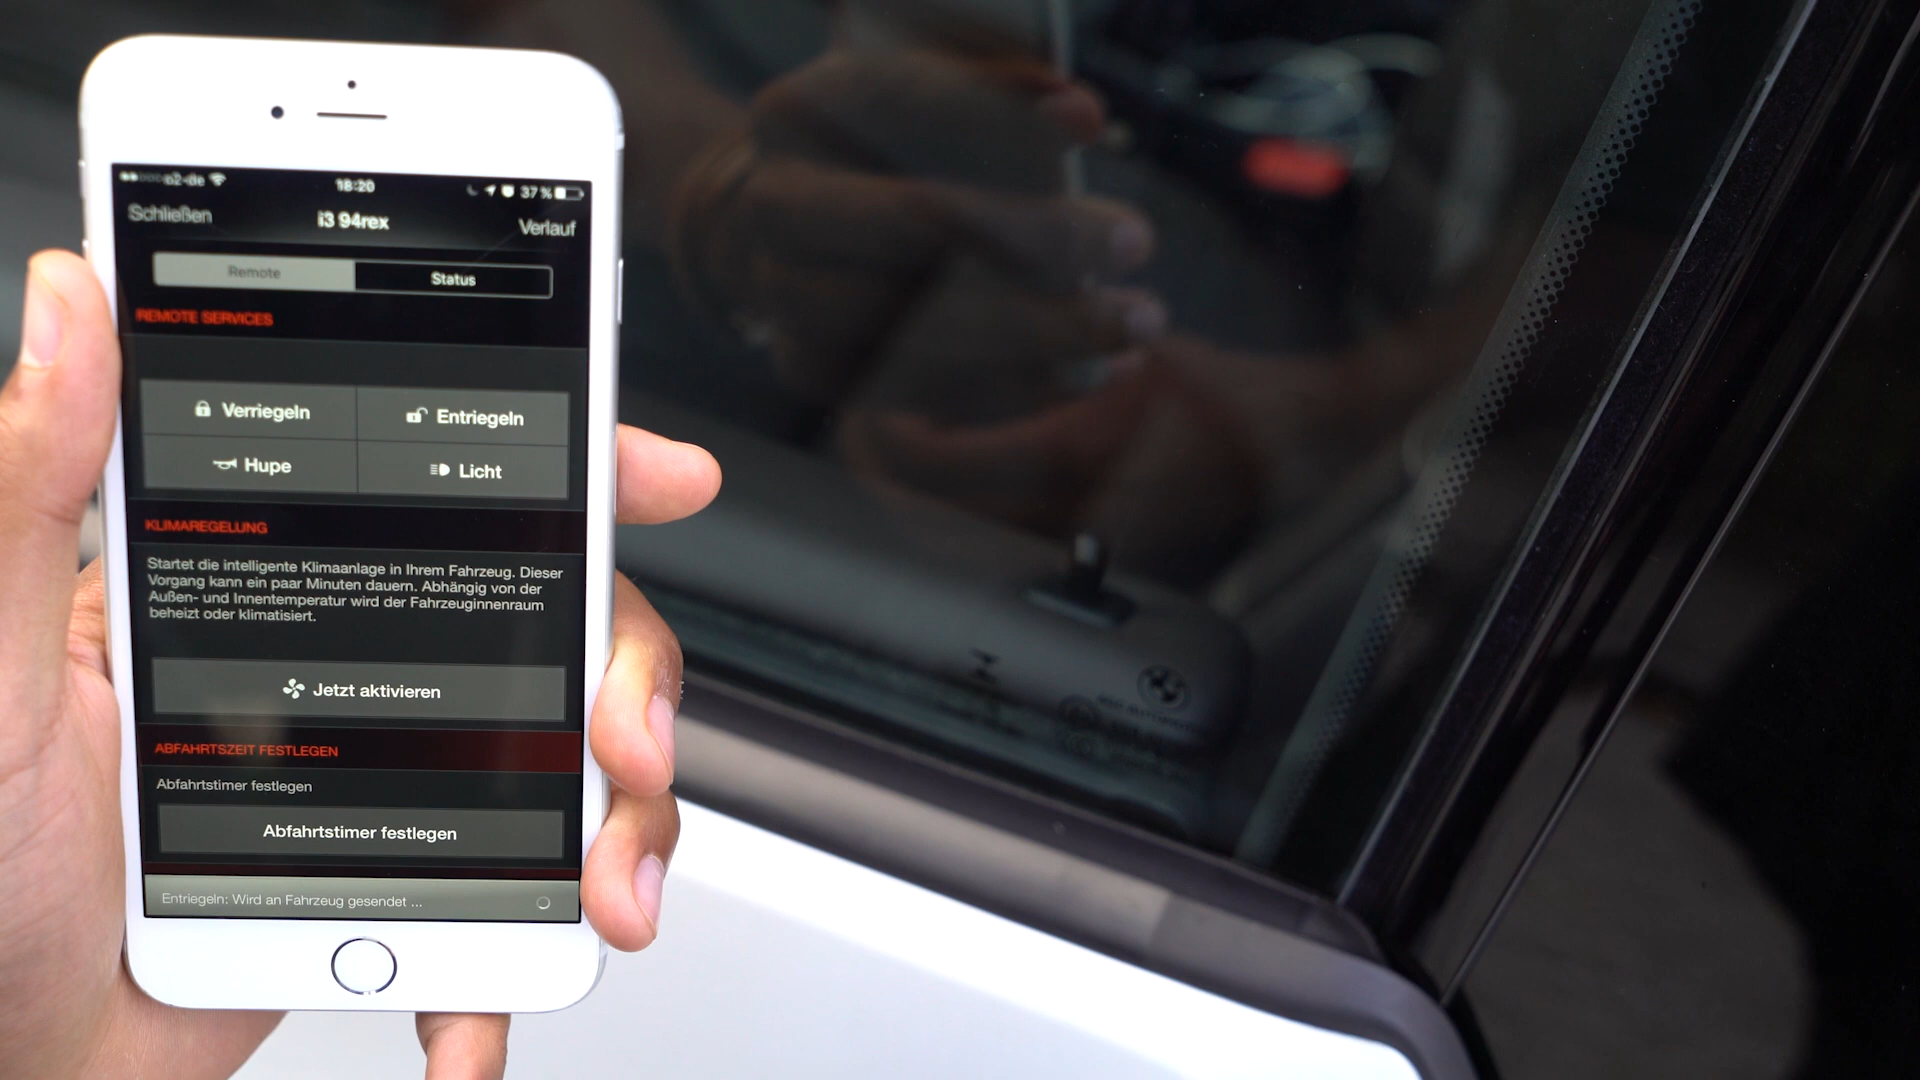 o2-de 18:20 37 %
Schließen i3 94rex Verlauf
Remote Status
REMOTE SERVICES
Verriegeln Entriegeln
Hupe Licht
KLIMAREGELUNG
Startet die intelligente Klimaanlage in Ihrem Fahrzeug. Dieser
Vorgang kann ein paar Minuten dauern. Abhängig von der
Außen- und Innentemperatur wird der Fahrzeuginnenraum
beheizt oder klimatisiert.
Jetzt aktivieren
ABFAHRTSZEIT FESTLEGEN
Abfahrtstimer festlegen
Abfahrtstimer festlegen
Entriegeln: Wird an Fahrzeug gesendet ...